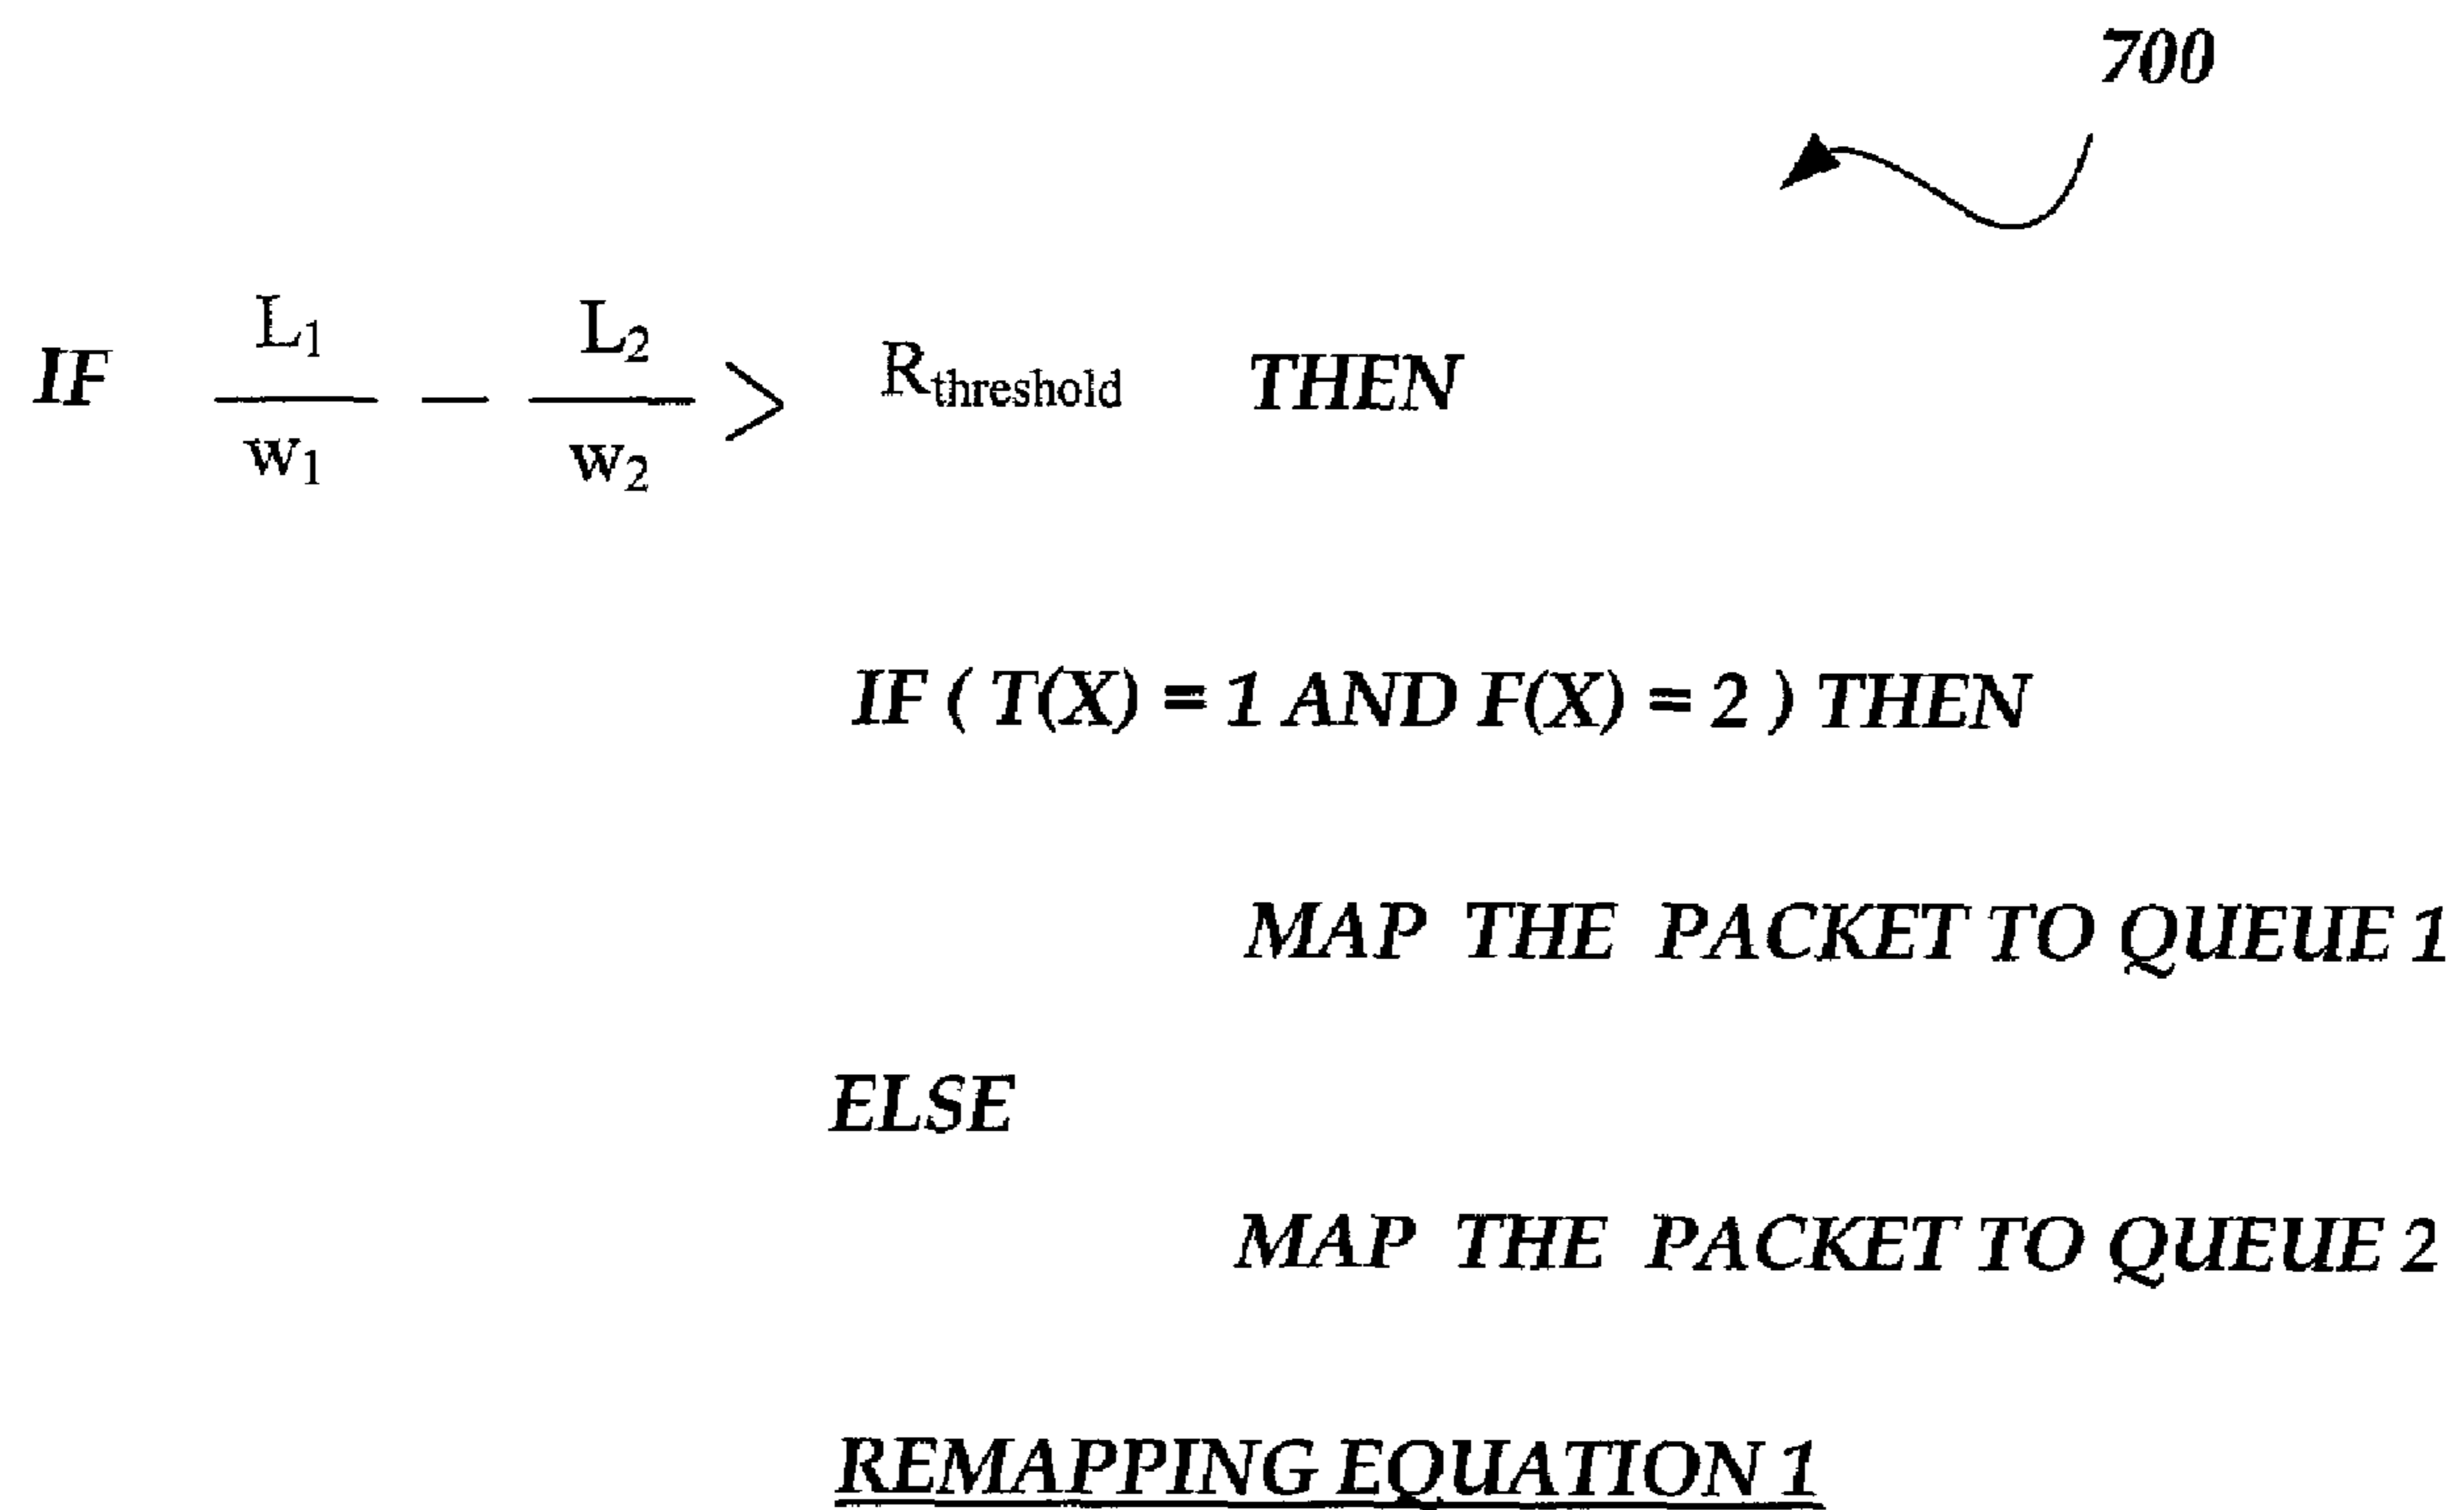 700
IF L₁/w₁ — L₂/w₂ > Rthreshold THEN
IF ( T(X) = 1 AND F(X) = 2 ) THEN
MAP THE PACKET TO QUEUE 1
ELSE
MAP THE PACKET TO QUEUE 2
REMAPPING EQUATION 1